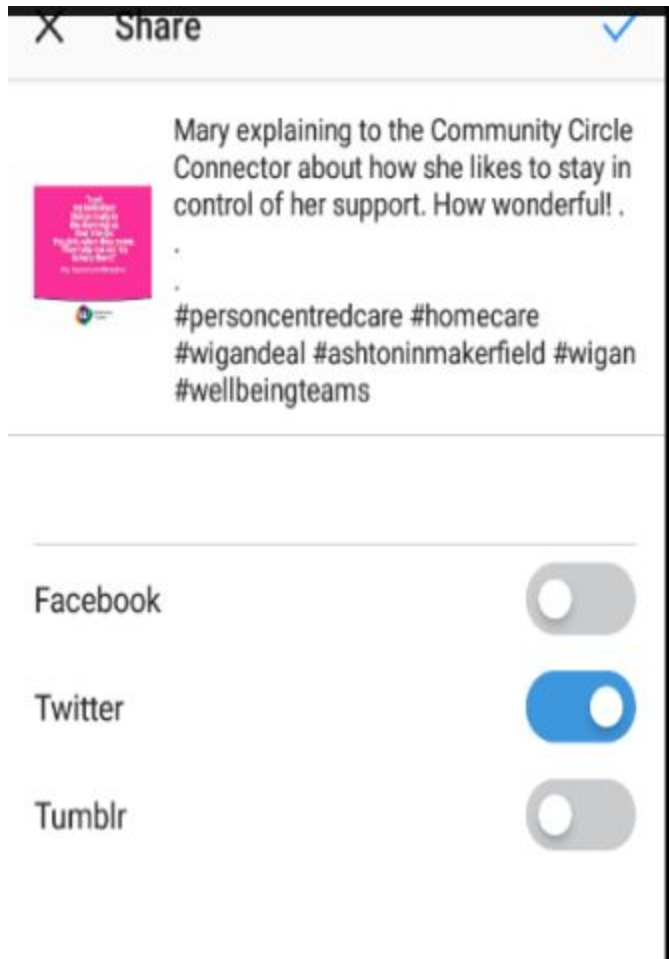 Share
Mary explaining to the Community Circle
Connector about how she likes to stay in
control of her support. How wonderful! .
.
.
#personcentredcare #homecare
#wigandeal #ashtoninmakerfield #wigan
#wellbeingteams
Facebook
Twitter
Tumblr